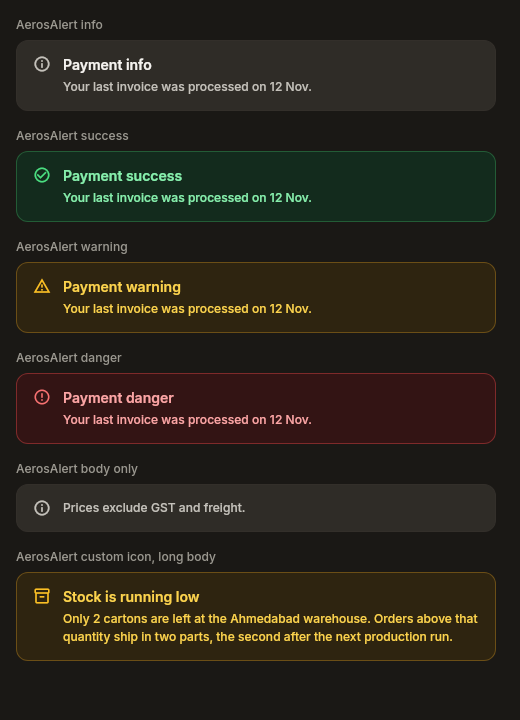 AerosAlert info
Payment info
Your last invoice was processed on 12 Nov.
AerosAlert success
Payment success
Your last invoice was processed on 12 Nov.
AerosAlert warning
Payment warning
Your last invoice was processed on 12 Nov.
AerosAlert danger
Payment danger
Your last invoice was processed on 12 Nov.
AerosAlert body only
Prices exclude GST and freight.
AerosAlert custom icon, long body
Stock is running low
Only 2 cartons are left at the Ahmedabad warehouse. Orders above that
quantity ship in two parts, the second after the next production run.